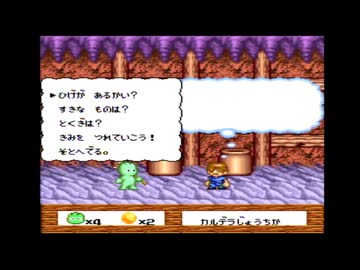 ▶ひげが あるかい？
すきな ものは？
とくぎは？
きみを つれていこう！
そとへでる。
×4 ×2 カルデラじょうちか